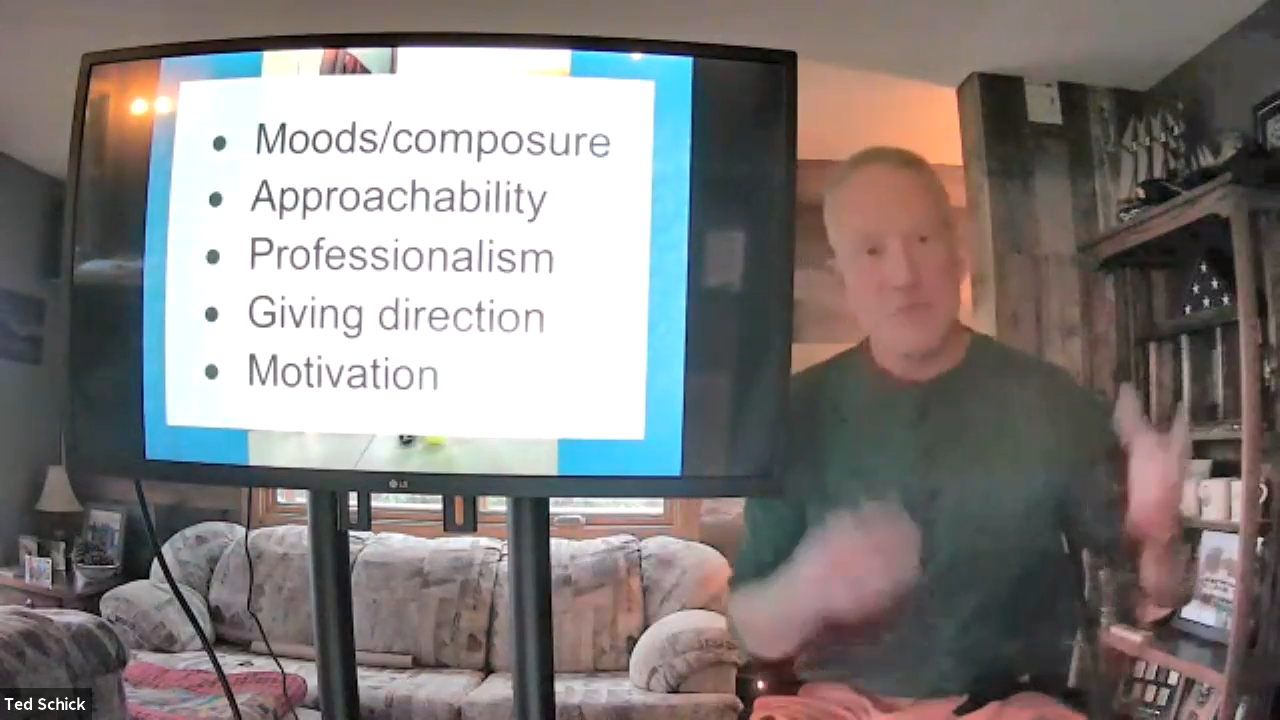 • Moods/composure
• Approachability
• Professionalism
• Giving direction
• Motivation
LG
Ted Schick